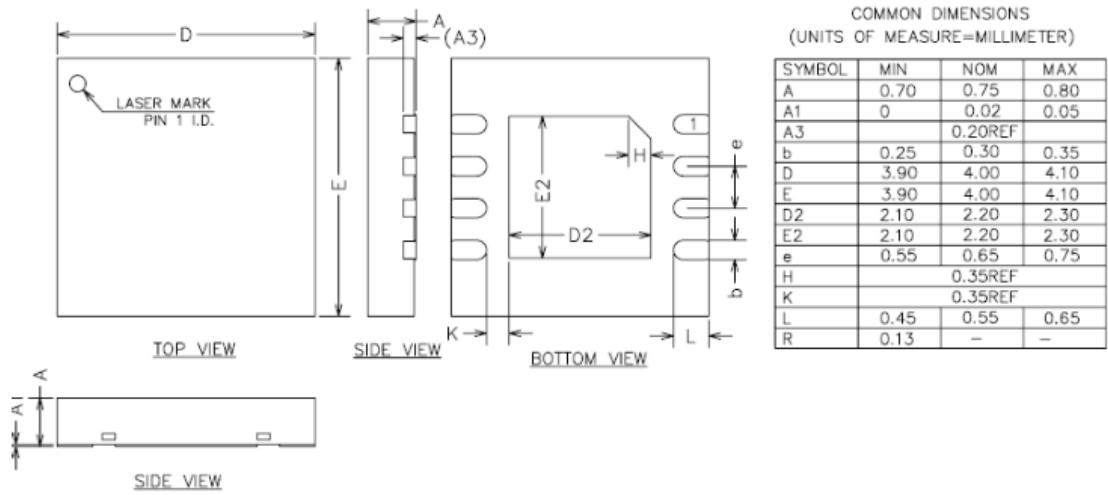 D
LASER MARK
PIN 1 I.D.
E
TOP VIEW
A
(A3)
SIDE VIEW
1
e
H
E2
D2
b
K
L
BOTTOM VIEW
A
A
SIDE VIEW
COMMON DIMENSIONS
(UNITS OF MEASURE=MILLIMETER)
SYMBOL MIN NOM MAX
A 0.70 0.75 0.80
A1 0 0.02 0.05
A3 0.20REF
b 0.25 0.30 0.35
D 3.90 4.00 4.10
E 3.90 4.00 4.10
D2 2.10 2.20 2.30
E2 2.10 2.20 2.30
e 0.55 0.65 0.75
H 0.35REF
K 0.35REF
L 0.45 0.55 0.65
R 0.13 – –